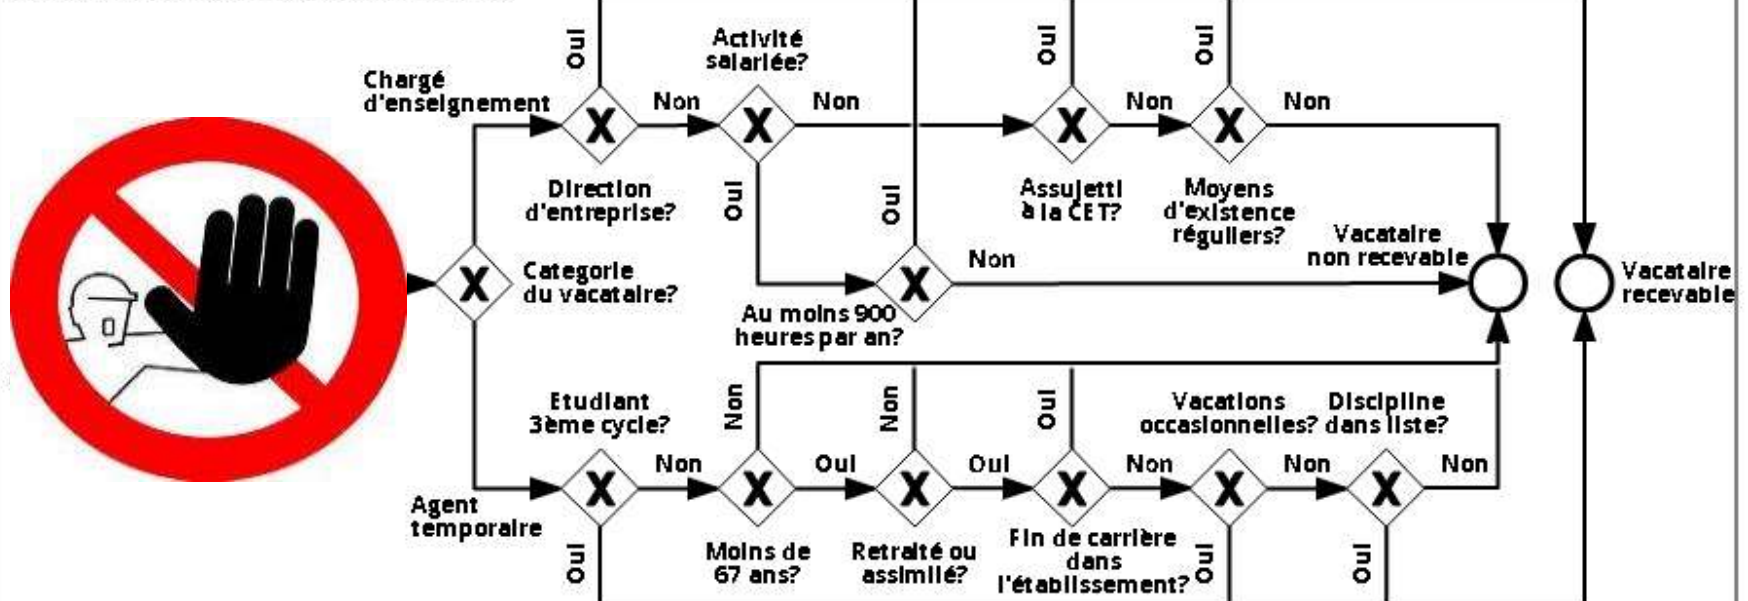 Oui
Activité
salariée?
Oui
Oui
Chargé
d'enseignement
Non
Non
Non
Non
Direction
d'entreprise?
Oui
Oui
Assujetti
à la CET?
Moyens
d'existence
réguliers?
Vacataire
non recevable
Categorie
du vacataire?
Non
Vacataire
recevable
Au moins 900
heures par an?
Etudiant
3ème cycle?
Non
Non
Oui
Vacations
occasionnelles?
Discipline
dans liste?
Non
Oui
Oui
Non
Non
Non
Agent
temporaire
Oui
Moins de
67 ans?
Retraité ou
assimilé?
Fin de carrière
dans
l'établissement?
Oui
Oui